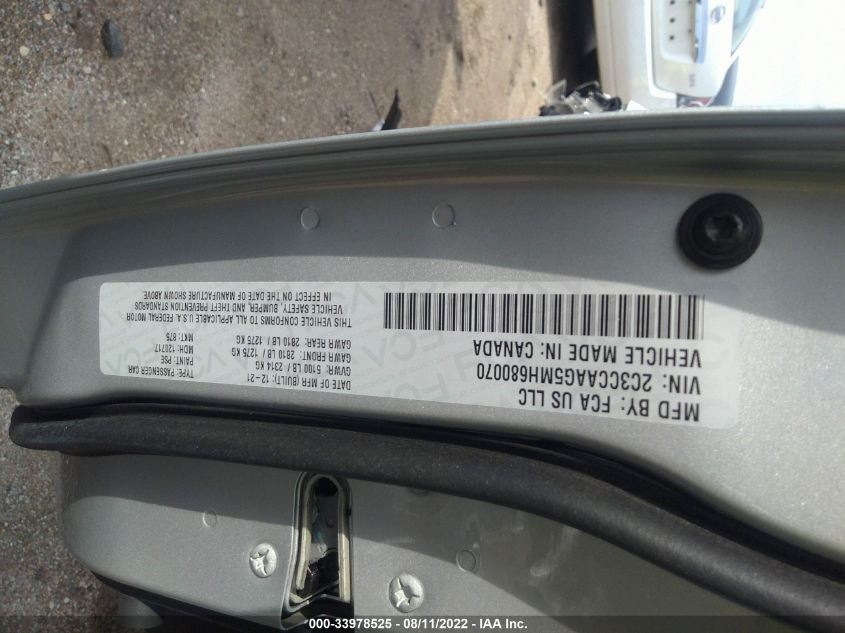 MFD BY: FCA US LLC
VIN: 2C3CCAAG5MH680070
VEHICLE MADE IN: CANADA
DATE OF MFR (BUILT): 12-21
GVWR: 5100 LB / 2314 KG
GAWR FRONT: 2810 LB / 1275 KG
GAWR REAR: 2810 LB / 1275 KG
TYPE: PASSENGER CAR
PAINT: PSE
MDH: 120717
MKT: 875
THIS VEHICLE CONFORMS TO ALL APPLICABLE U.S.A. FEDERAL MOTOR
VEHICLE SAFETY, BUMPER, AND THEFT PREVENTION STANDARDS
IN EFFECT ON THE DATE OF MANUFACTURE SHOWN ABOVE
000-33978525 - 08/11/2022 - IAA Inc.